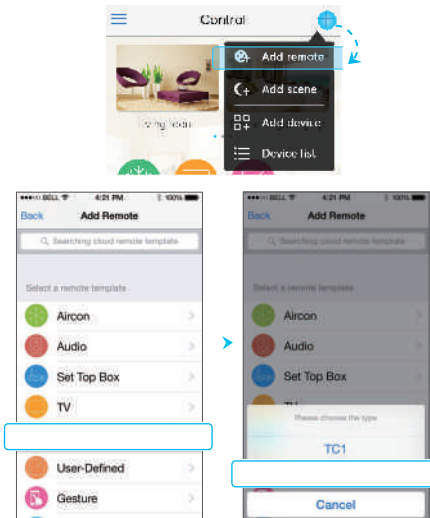 Control
Add remote
Add scene
Living room
Add device
Device list
BELL 4:21 PM 100%
Back Add Remote
Searching cloud remote template
Select a remote template
Aircon
Audio
Set Top Box
TV
User-Defined
Gesture
BELL 4:21 PM 100%
Back Add Remote
Searching cloud remote template
Select a remote template
Aircon
Audio
Set Top Box
TV
Please choose the type
TC1
Cancel